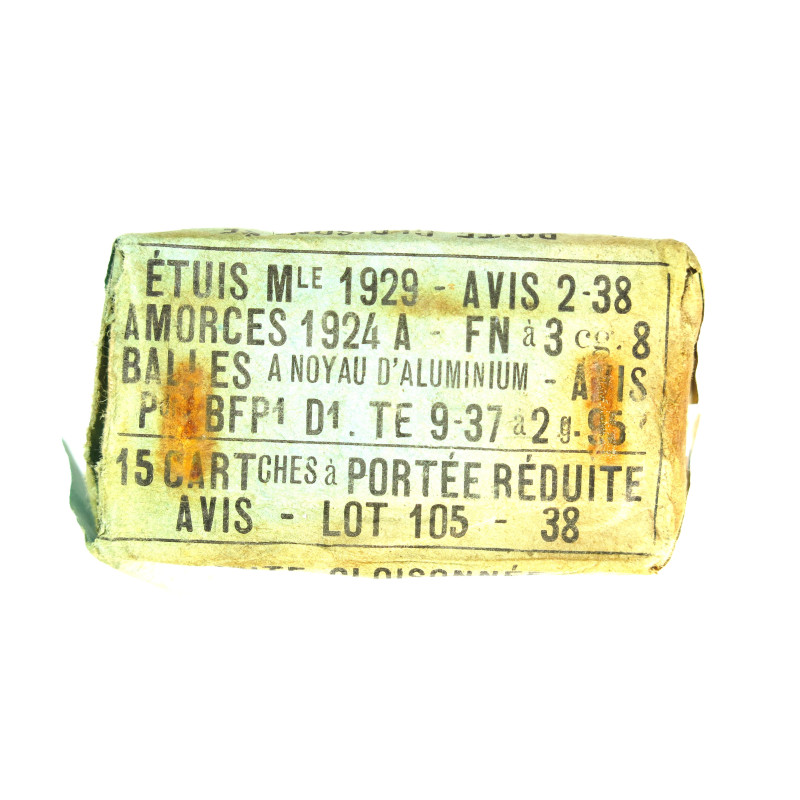 ÉTUIS MLE 1929 - AVIS 2-38
AMORCES 1924 A - FN à 3 cg. 8
BALLES A NOYAU D'ALUMINIUM - AVIS
BFP1 D1. TE 9-37 à 2 g. 95
15 CARTCHES à PORTÉE RÉDUITE
AVIS - LOT 105 - 38
CLOISONNÉE